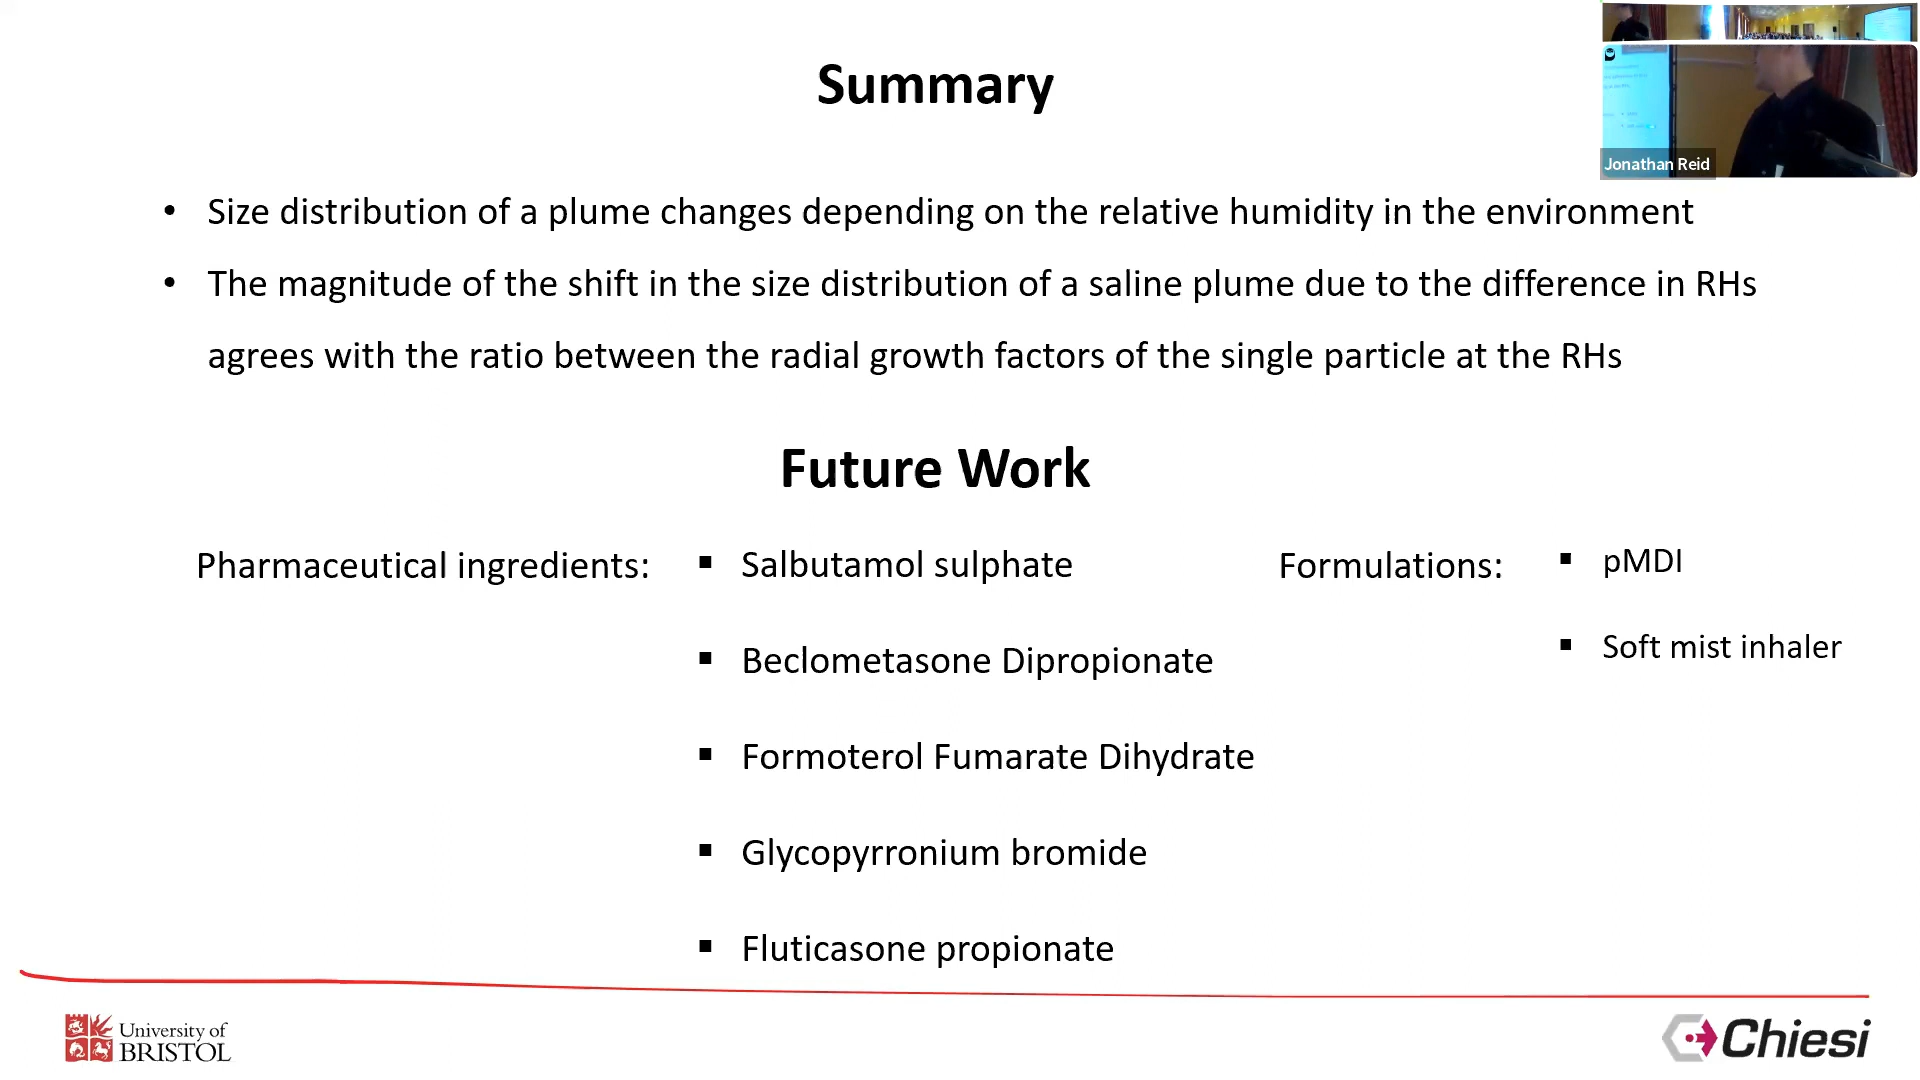 Summary
Jonathan Reid
• Size distribution of a plume changes depending on the relative humidity in the environment
• The magnitude of the shift in the size distribution of a saline plume due to the difference in RHs
agrees with the ratio between the radial growth factors of the single particle at the RHs
Future Work
Pharmaceutical ingredients:
▪ Salbutamol sulphate
▪ Beclometasone Dipropionate
▪ Formoterol Fumarate Dihydrate
▪ Glycopyrronium bromide
▪ Fluticasone propionate
Formulations:
▪ pMDI
▪ Soft mist inhaler
University of
BRISTOL
Chiesi